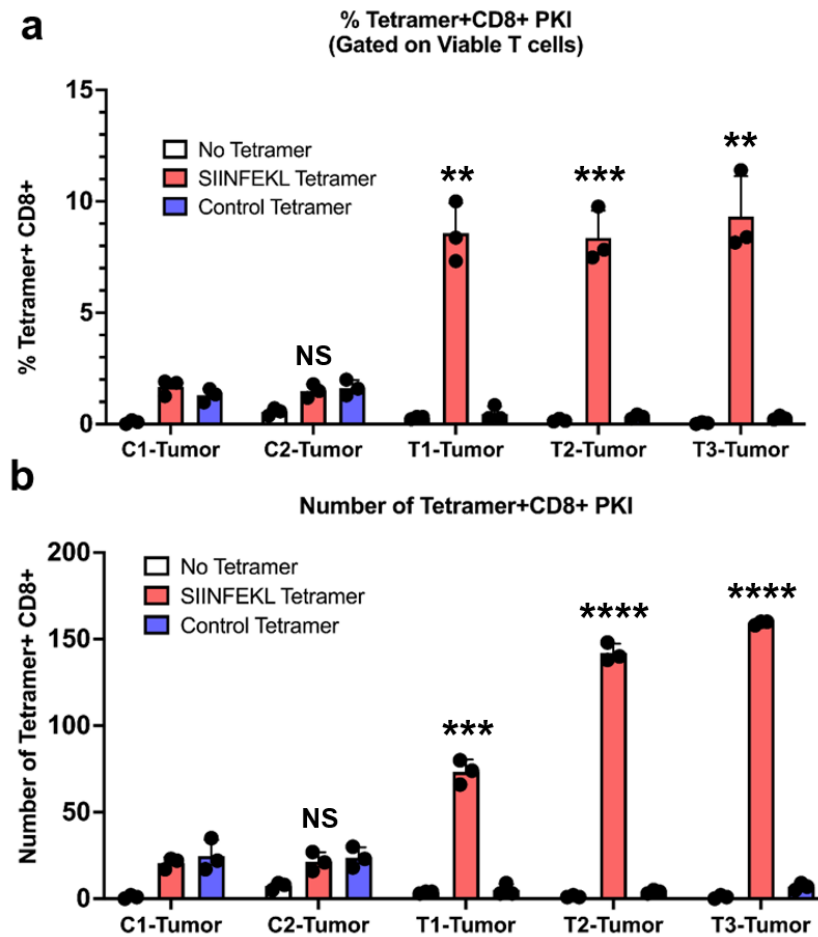 a
% Tetramer+CD8+ PKI
(Gated on Viable T cells)
15
No Tetramer
SIINFEKL Tetramer
Control Tetramer
**
***
**
10
% Tetramer+ CD8+
5
NS
0
C1-Tumor
C2-Tumor
T1-Tumor
T2-Tumor
T3-Tumor
b
Number of Tetramer+CD8+ PKI
200
No Tetramer
SIINFEKL Tetramer
Control Tetramer
****
****
150
Number of Tetramer+ CD8+
***
100
NS
50
0
C1-Tumor
C2-Tumor
T1-Tumor
T2-Tumor
T3-Tumor